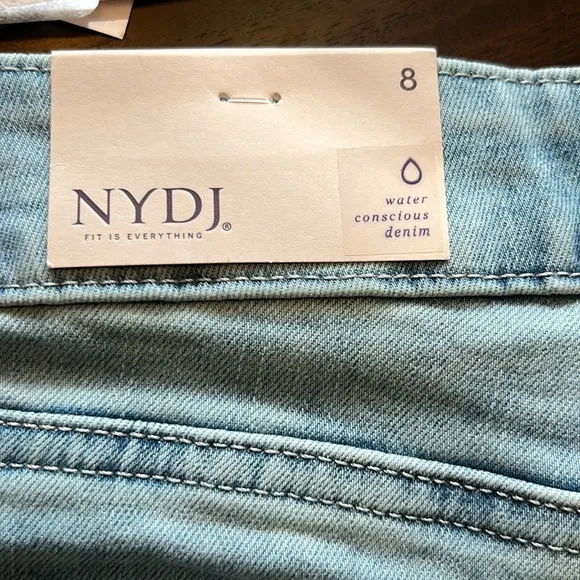 8
NYDJ®
FIT IS EVERYTHING
water
conscious
denim